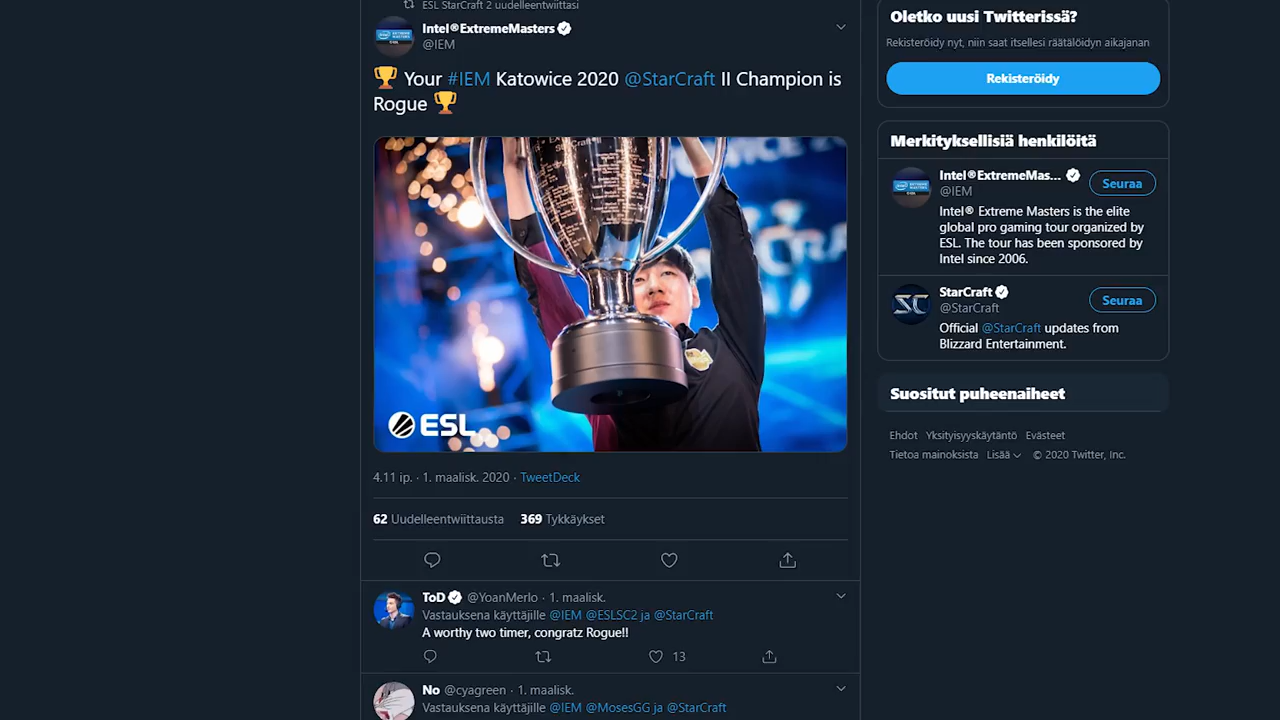 ESL StarCraft 2 uudelleentwiittasi
Intel®ExtremeMasters
@IEM
🏆 Your #IEM Katowice 2020 @StarCraft II Champion is
Rogue 🏆
ESL
4.11 ip. · 1. maalisk. 2020 · TweetDeck
62 Uudelleentwiittausta 369 Tykkäykset
ToD @YoanMerlo · 1. maalisk.
Vastauksena käyttäjille @IEM @ESLSC2 ja @StarCraft
A worthy two timer, congratz Rogue!!
13
No @cyagreen · 1. maalisk.
Vastauksena käyttäjille @IEM @MosesGG ja @StarCraft
Oletko uusi Twitterissä?
Rekisteröidy nyt, niin saat itsellesi räätälöidyn aikajanan
Rekisteröidy
Merkityksellisiä henkilöitä
Intel®ExtremeMas...
@IEM
Seuraa
Intel® Extreme Masters is the elite
global pro gaming tour organized by
ESL. The tour has been sponsored by
Intel since 2006.
StarCraft
@StarCraft
Seuraa
Official @StarCraft updates from
Blizzard Entertainment.
Suositut puheenaiheet
Ehdot Yksityisyyskäytäntö Evästeet
Tietoa mainoksista Lisää © 2020 Twitter, Inc.